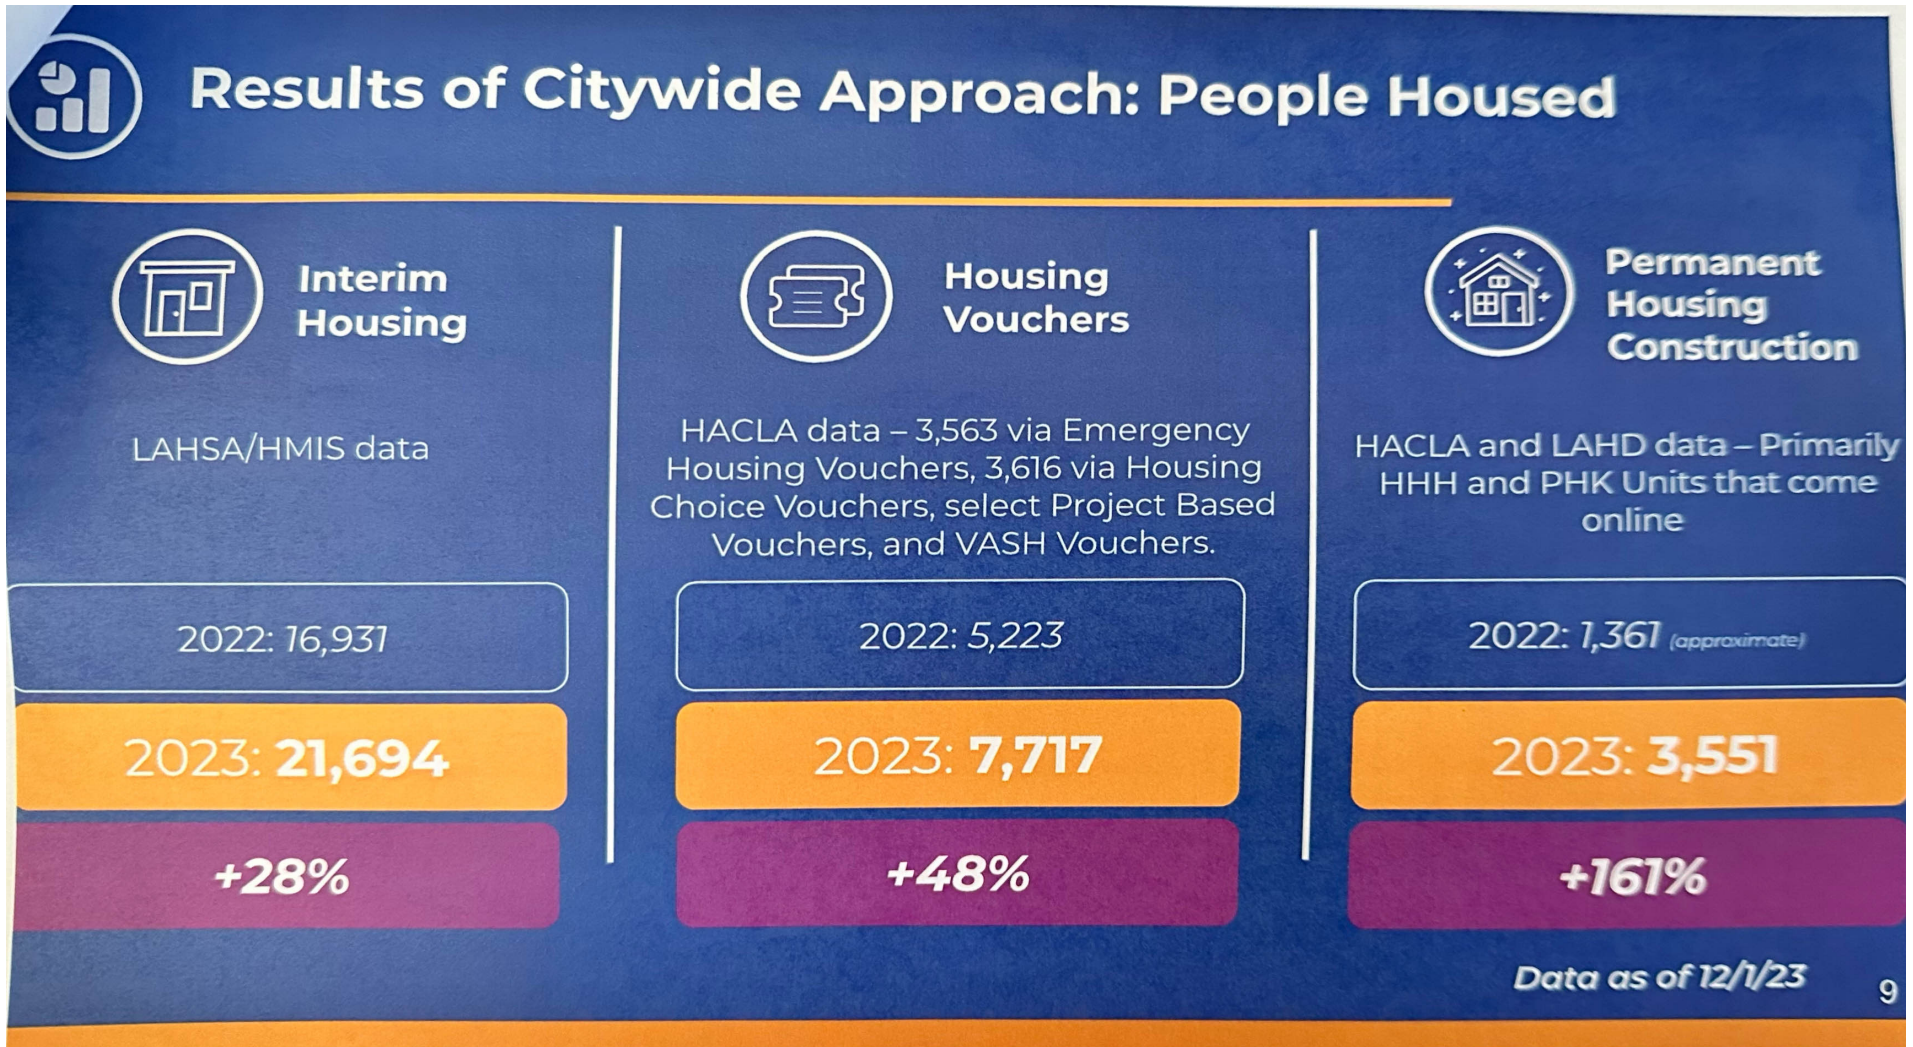 Results of Citywide Approach: People Housed
Interim
Housing
LAHSA/HMIS data
2022: 16,931
2023: 21,694
+28%
Housing
Vouchers
HACLA data – 3,563 via Emergency
Housing Vouchers, 3,616 via Housing
Choice Vouchers, select Project Based
Vouchers, and VASH Vouchers.
2022: 5,223
2023: 7,717
+48%
Permanent
Housing
Construction
HACLA and LAHD data – Primarily
HHH and PHK Units that come
online
2022: 1,361 (approximate)
2023: 3,551
+161%
Data as of 12/1/23
9